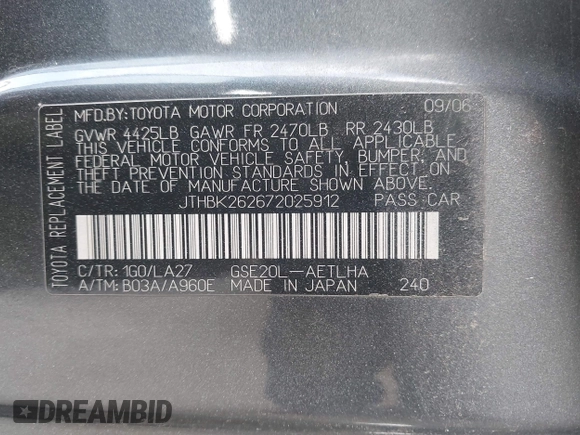 TOYOTA REPLACEMENT LABEL
MFD.BY:TOYOTA MOTOR CORPORATION 09/06
GVWR 4425LB GAWR FR 2470LB RR 2430LB
THIS VEHICLE CONFORMS TO ALL APPLICABLE
FEDERAL MOTOR VEHICLE SAFETY, BUMPER, AND
THEFT PREVENTION STANDARDS IN EFFECT ON
THE DATE OF MANUFACTURE SHOWN ABOVE.
JTHBK262672025912 PASS.CAR
C/TR: 1G0/LA27 GSE20L-AETLHA
A/TM: B03A/A960E MADE IN JAPAN 240
DREAMBID